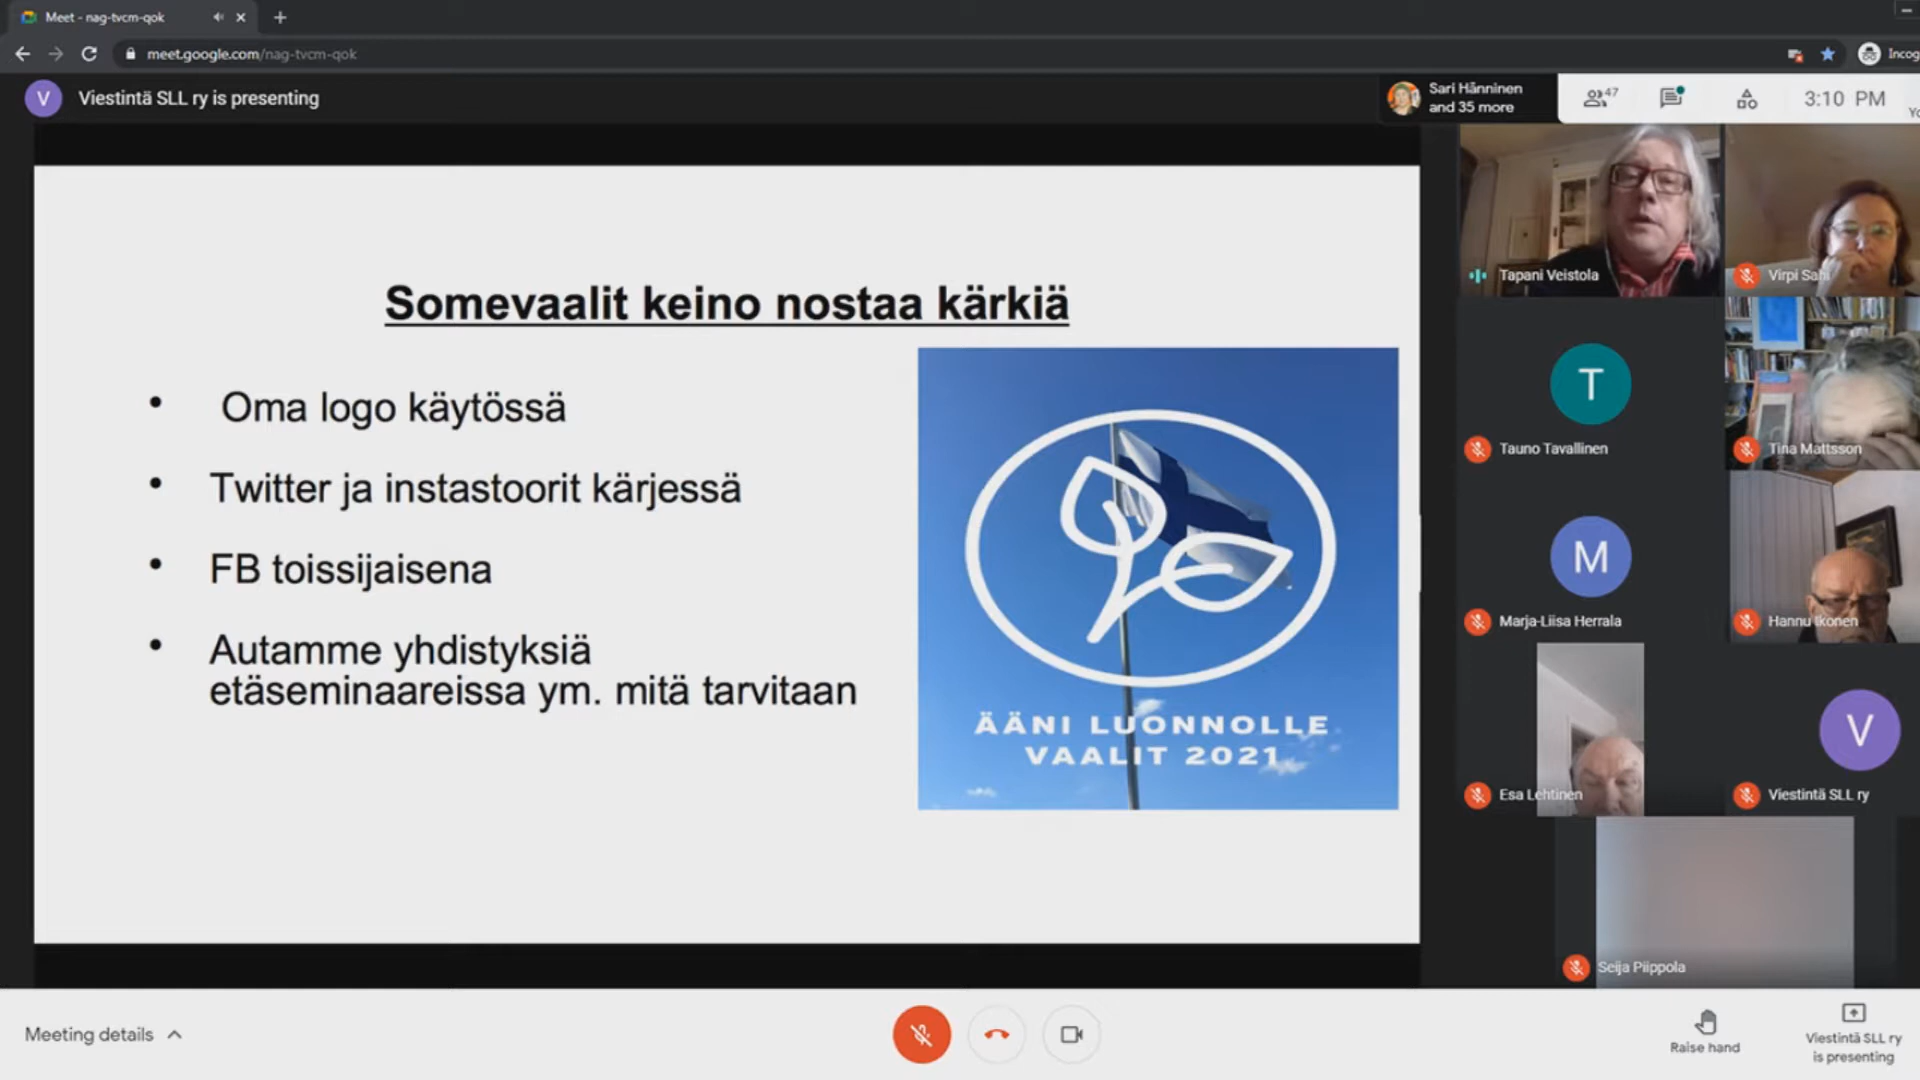 Meet - nag-tvcm-qok
meet.google.com/nag-tvcm-qok
V
Viestintä SLL ry is presenting
Sari Hänninen
and 35 more
47
3:10 PM
Somevaalit keino nostaa kärkiä
• Oma logo käytössä
• Twitter ja instastoorit kärjessä
• FB toissijaisena
• Autamme yhdistyksiä
etäseminaareissa ym. mitä tarvitaan
ÄÄNI LUONNOLLE
VAALIT 2021
Tapani Veistola
T
Tauno Tavallinen
Tina Mattsson
M
Marja-Liisa Herrala
Hannu Ikonen
Esa Lehtinen
V
Viestintä SLL ry
Seija Piippola
Meeting details
Raise hand
Viestintä SLL ry
is presenting